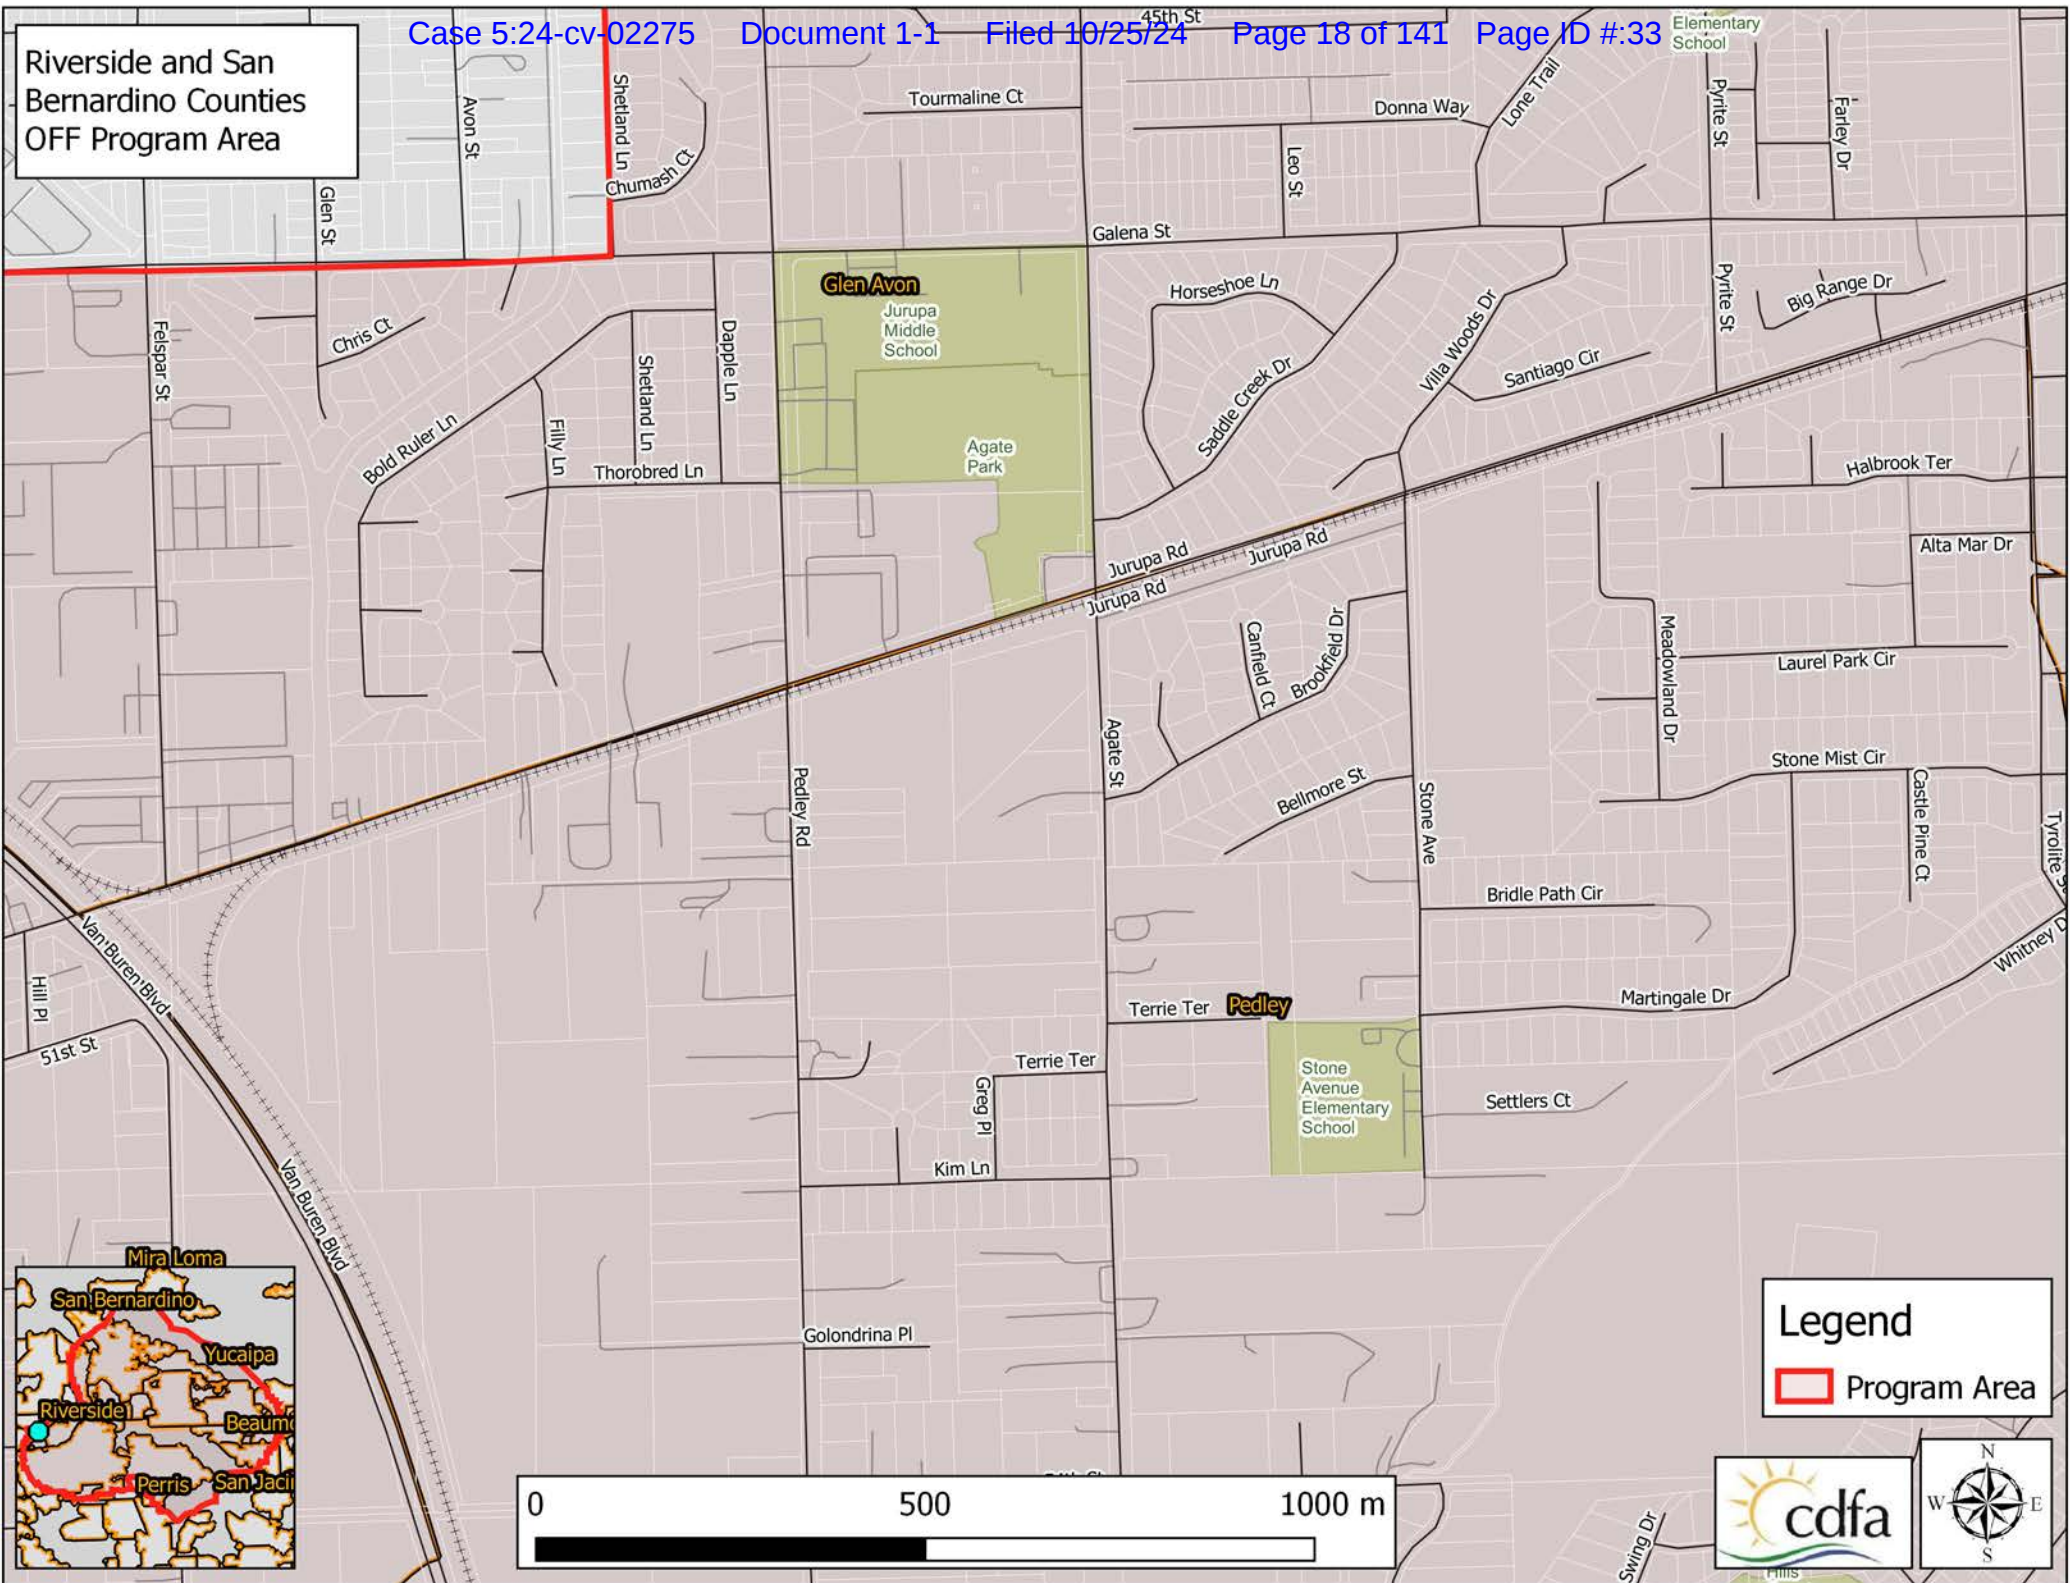 Case 5:24-cv-02275 Document 1-1 Filed 10/25/24 Page 18 of 141 Page ID #:33
Riverside and San
Bernardino Counties
OFF Program Area
45th St
Elementary
School
Shetland Ln
Avon St
Tourmaline Ct
Donna Way
Lone Trail
Pyrite St
Farley Dr
Chumash Ct
Leo St
Glen St
Galena St
Glen Avon
Jurupa
Middle
School
Horseshoe Ln
Villa Woods Dr
Pyrite St
Big Range Dr
Felspar St
Chris Ct
Shetland Ln
Dapple Ln
Saddle Creek Dr
Santiago Cir
Bold Ruler Ln
Filly Ln
Thorobred Ln
Agate
Park
Halbrook Ter
Jurupa Rd
Jurupa Rd
Jurupa Rd
Alta Mar Dr
Canfield Ct
Brookfield Dr
Meadowland Dr
Laurel Park Cir
Agate St
Pedley Rd
Bellmore St
Stone Ave
Stone Mist Cir
Castle Pine Ct
Tyrolite S
Bridle Path Cir
Whitney D
Van Buren Blvd
Hill Pl
51st St
Terrie Ter
Pedley
Martingale Dr
Terrie Ter
Greg Pl
Stone
Avenue
Elementary
School
Settlers Ct
Kim Ln
Van Buren Blvd
Golondrina Pl
Mira Loma
San Bernardino
Yucaipa
Riverside
Beaumo
Perris
San Jacin
Legend
Program Area
0 500 1000 m
Swing Dr
cdfa
N
W E
S
Hills